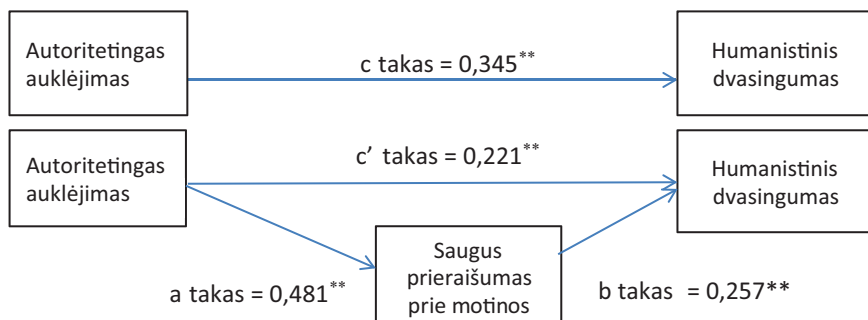 Autoritetingas
auklėjimas
c takas = 0,345**
Humanistinis
dvasingumas
Autoritetingas
auklėjimas
c’ takas = 0,221**
Humanistinis
dvasingumas
Saugus
prieraišumas
prie motinos
a takas = 0,481**
b takas = 0,257**